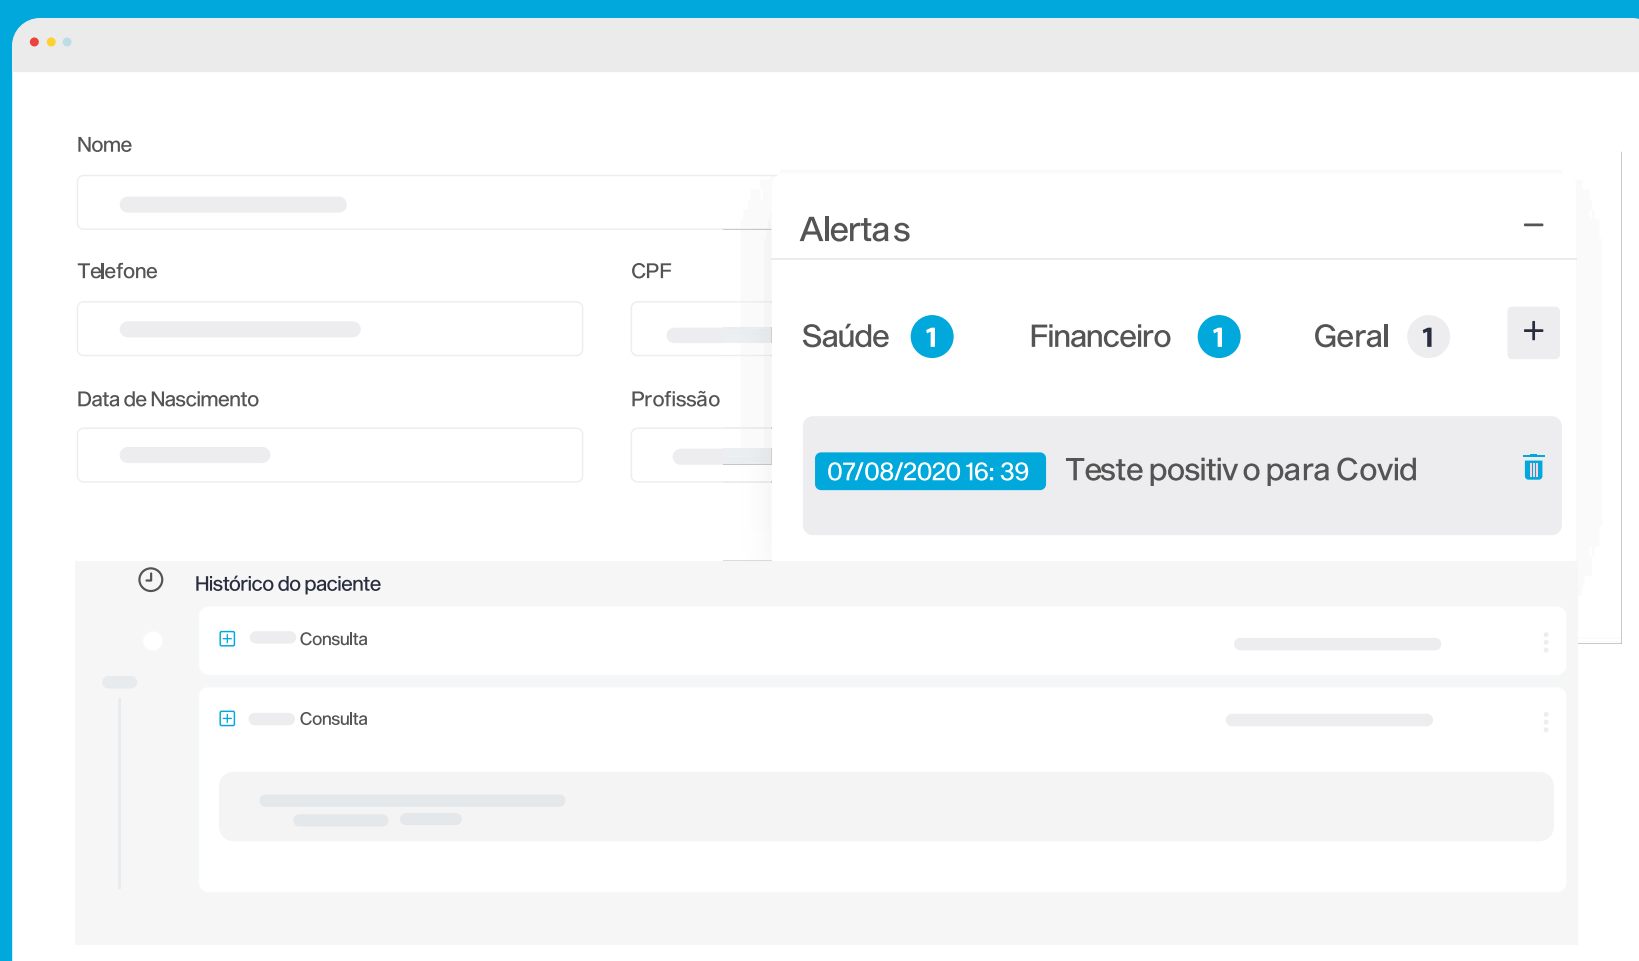 Nome
Alertas
Telefone
CPF
Saúde 1 Financeiro 1 Geral 1 +
Data de Nascimento
Profissão
07/08/2020 16: 39 Teste positivo para Covid
Histórico do paciente
Consulta
Consulta